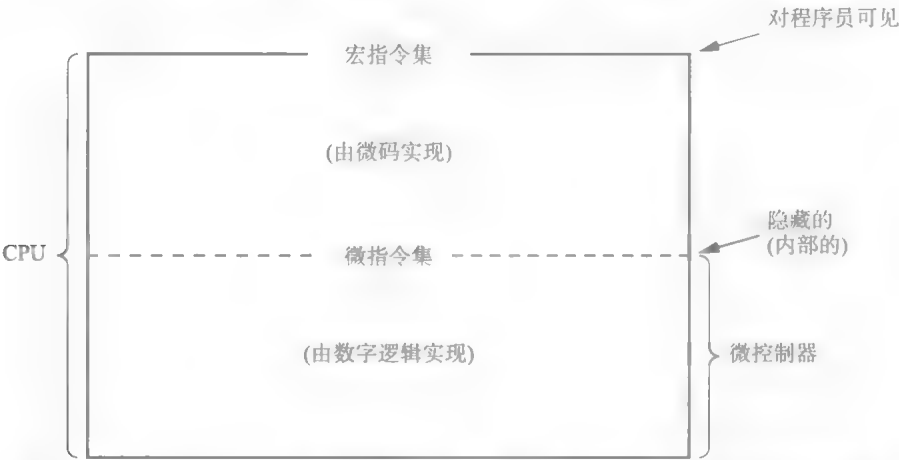 对程序员可见
宏指令集
(由微码实现)
隐藏的
(内部的)
CPU
微指令集
(由数字逻辑实现)
微控制器